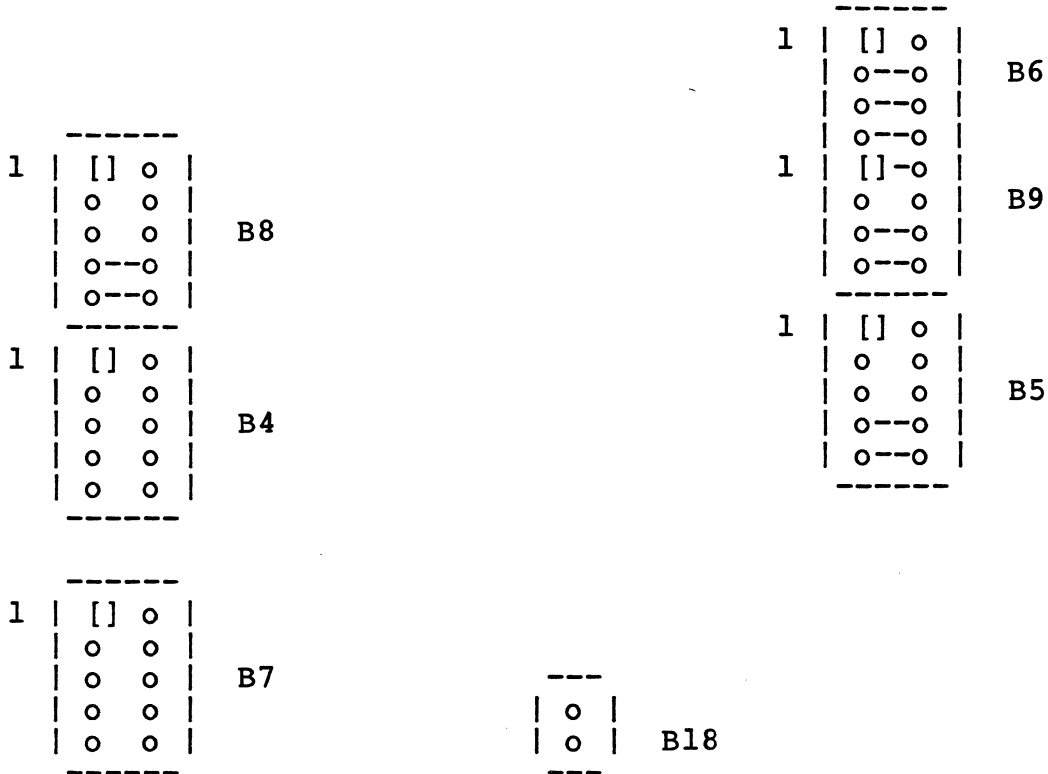 ------
1 | [] o |
| o--o | B6
| o--o |
| o--o |
1 | []-o |
| o o | B9
| o--o |
| o--o |
------
1 | [] o |
| o o |
| o o | B5
| o--o |
| o--o |
------
------
1 | [] o |
| o o |
| o o | B8
| o--o |
| o--o |
------
1 | [] o |
| o o |
| o o | B4
| o o |
| o o |
------
------
1 | [] o |
| o o |
| o o | B7
| o o |
| o o |
------
---
| o |
| o | B18
---